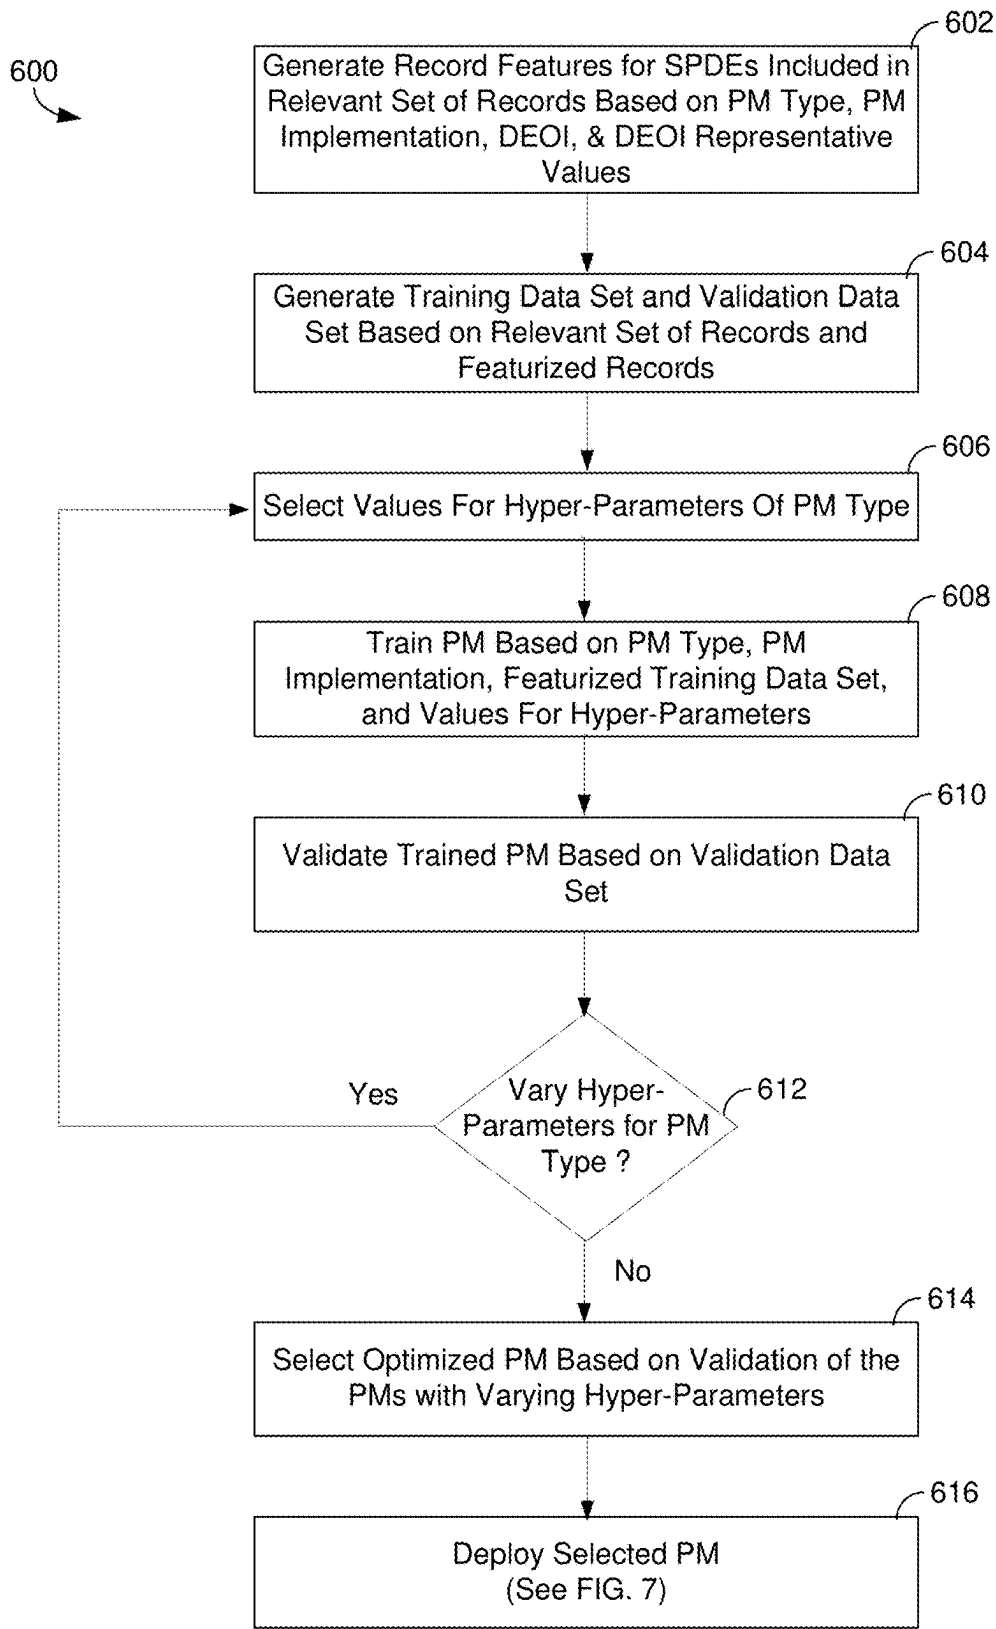 600
602
Generate Record Features for SPDEs Included in
Relevant Set of Records Based on PM Type, PM
Implementation, DEOI, & DEOI Representative
Values
604
Generate Training Data Set and Validation Data
Set Based on Relevant Set of Records and
Featurized Records
606
Select Values For Hyper-Parameters Of PM Type
608
Train PM Based on PM Type, PM
Implementation, Featurized Training Data Set,
and Values For Hyper-Parameters
610
Validate Trained PM Based on Validation Data
Set
612
Vary Hyper-
Parameters for PM
Type ?
Yes
No
614
Select Optimized PM Based on Validation of the
PMs with Varying Hyper-Parameters
616
Deploy Selected PM
(See FIG. 7)